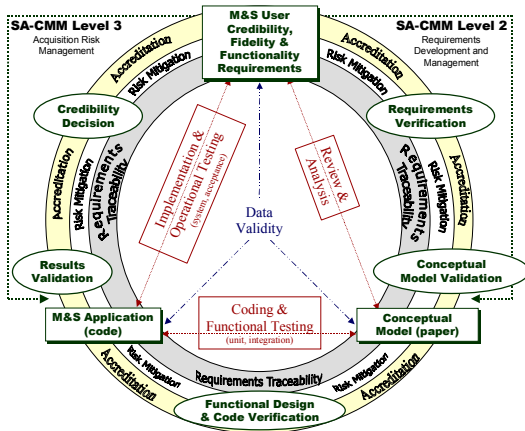 SA-CMM Level 3
Acquisition Risk
Management
M&S User
Credibility,
Fidelity &
Functionality
Requirements
SA-CMM Level 2
Requirements
Development and
Management
Accreditation
Risk Mitigation
Risk Mitigation
Accreditation
Credibility
Decision
Requirements
Verification
Requirements
Traceability
Implementation &
Operational Testing
(system, acceptance)
Review &
Analysis
Requirements
Traceability
Accreditation
Risk Mitigation
Risk Mitigation
Accreditation
Data
Validity
Results
Validation
Conceptual
Model Validation
M&S Application
(code)
Coding &
Functional Testing
(unit, integration)
Conceptual
Model (paper)
Accreditation
Risk Mitigation
Requirements Traceability
Risk Mitigation
Accreditation
Functional Design
& Code Verification